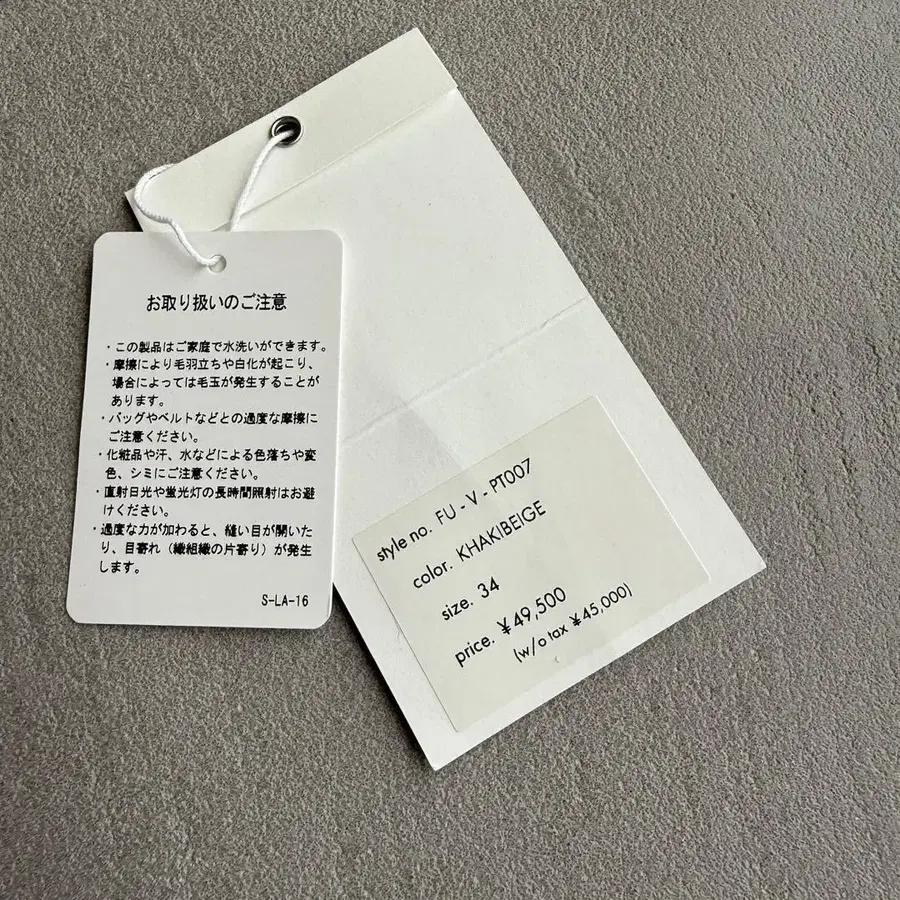 お取り扱いのご注意
・この製品はご家庭で水洗いができます。
・摩擦により毛羽立ちや白化が起こり、
場合によっては毛玉が発生することが
あります。
・バッグやベルトなどとの過度な摩擦に
ご注意ください。
・化粧品や汗、水などによる色落ちや変
色、シミにご注意ください。
・直射日光や蛍光灯の長時間照射はお避
けください。
・過度な力が加わると、縫い目が開いた
り、目寄れ（織組織の片寄り）が発生
します。
S-LA-16
style no. FU - V - PT007
color. KHAKIBEIGE
size. 34
price. ¥49,500
(w/o tax ¥45,000)